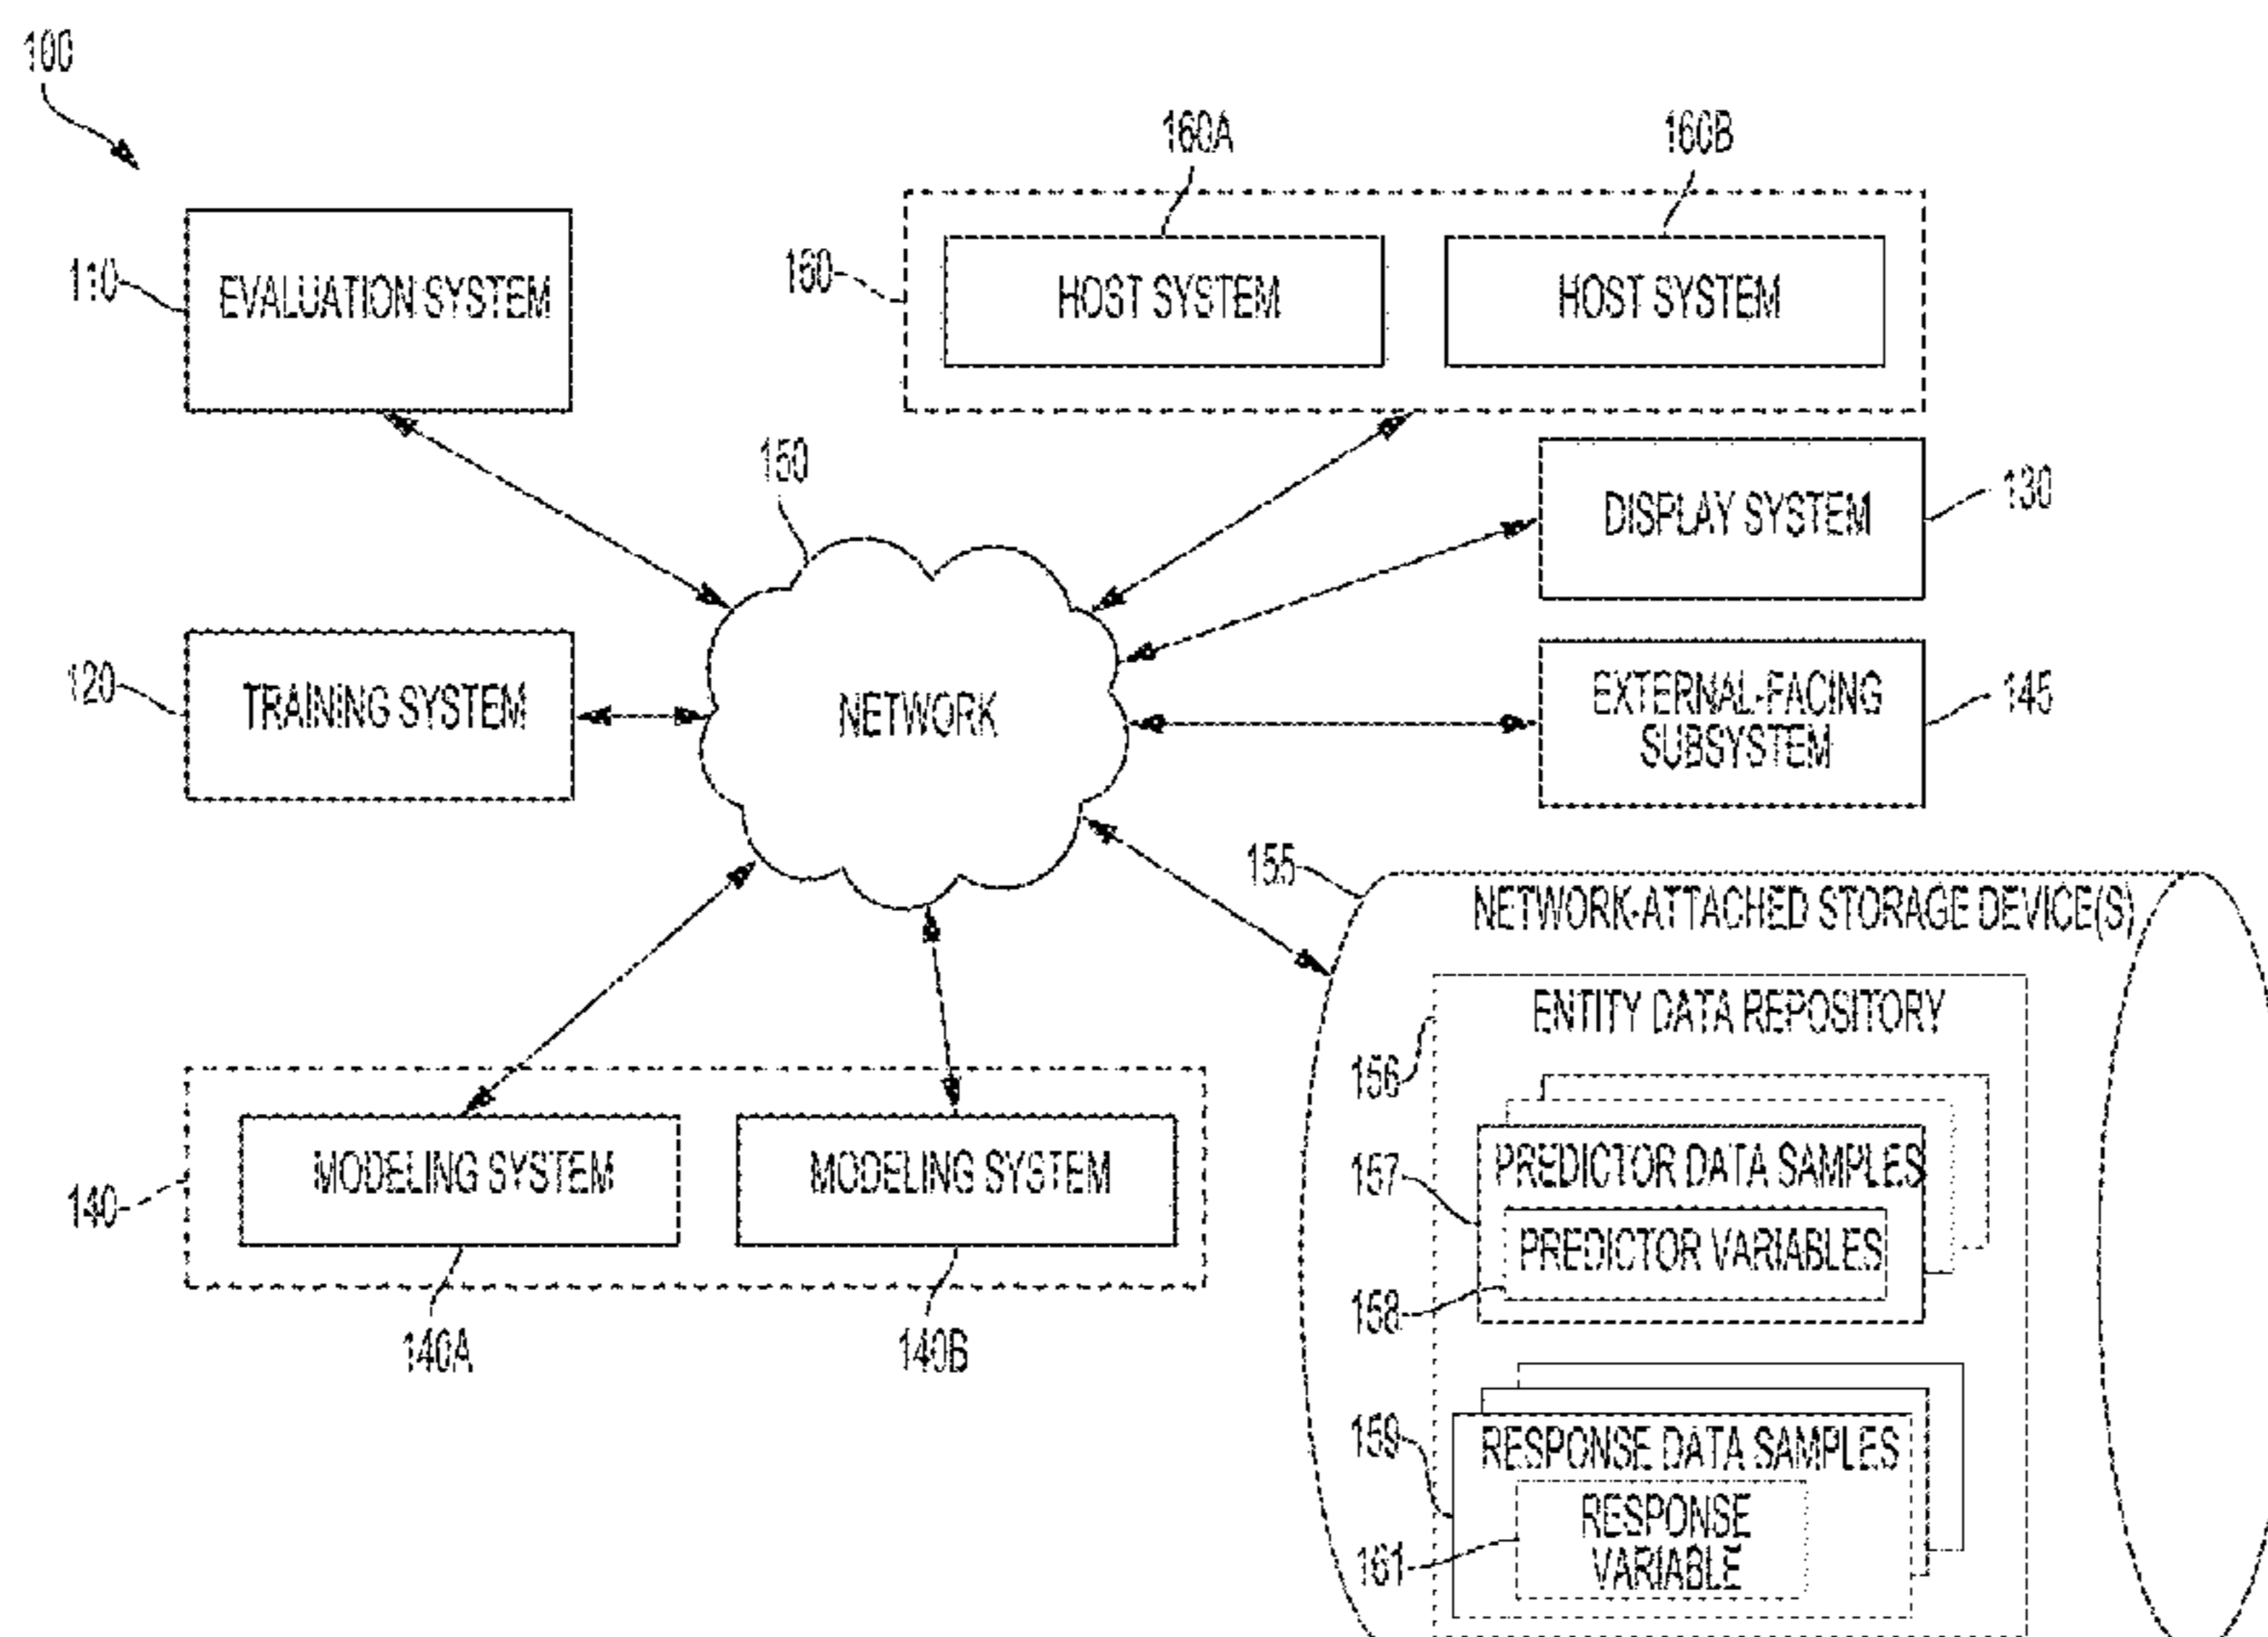 100
160A
160B
110
EVALUATION SYSTEM
160
HOST SYSTEM
HOST SYSTEM
150
DISPLAY SYSTEM
130
120
TRAINING SYSTEM
NETWORK
EXTERNAL-FACING
SUBSYSTEM
145
155
NETWORK-ATTACHED STORAGE DEVICE(S)
ENTITY DATA REPOSITORY
156
140
MODELING SYSTEM
MODELING SYSTEM
157
PREDICTOR DATA SAMPLES
PREDICTOR VARIABLES
158
140A
140B
159
RESPONSE DATA SAMPLES
RESPONSE
VARIABLE
161